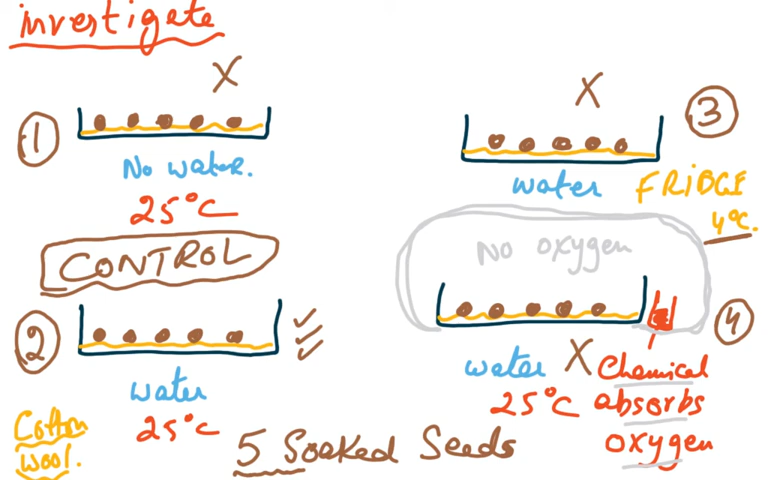 investigate
X
1
No water.
25°C
CONTROL
2
water
25°C
Cotton
wool.
5 Soaked Seeds
X
3
water
FRIDGE
4°C.
No oxygen
4
water X
25°C
Chemical
absorbs
oxygen